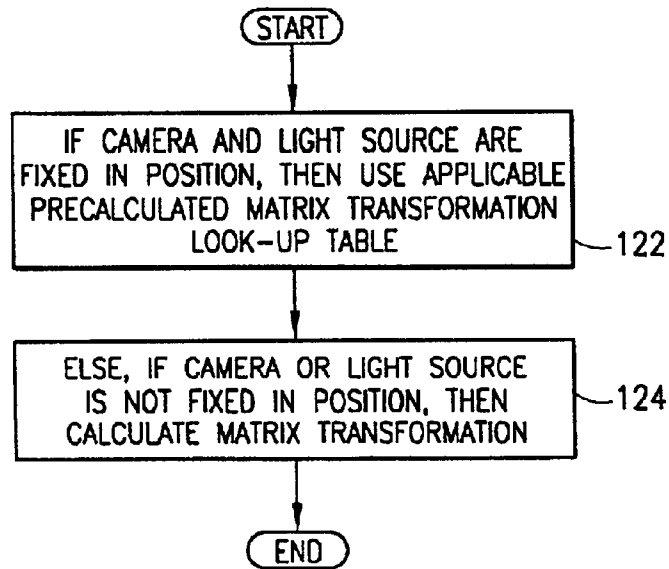 START
IF CAMERA AND LIGHT SOURCE ARE
FIXED IN POSITION, THEN USE APPLICABLE
PRECALCULATED MATRIX TRANSFORMATION
LOOK-UP TABLE
122
ELSE, IF CAMERA OR LIGHT SOURCE
IS NOT FIXED IN POSITION, THEN
CALCULATE MATRIX TRANSFORMATION
124
END